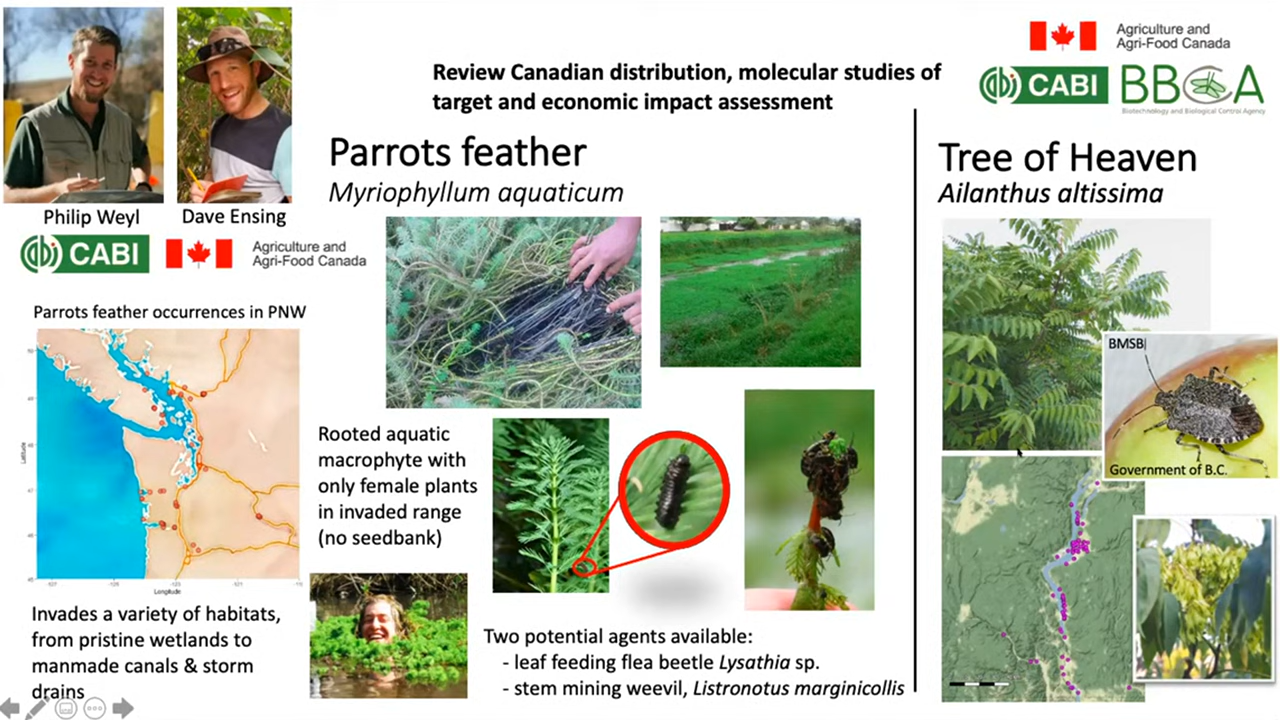 Philip Weyl
Dave Ensing
CABI
Agriculture and
Agri-Food Canada
Parrots feather occurrences in PNW
Latitude
Longitude
Invades a variety of habitats,
from pristine wetlands to
manmade canals & storm
drains
Review Canadian distribution, molecular studies of
target and economic impact assessment
Parrots feather
Myriophyllum aquaticum
Rooted aquatic
macrophyte with
only female plants
in invaded range
(no seedbank)
Two potential agents available:
- leaf feeding flea beetle Lysathia sp.
- stem mining weevil, Listronotus marginicollis
Agriculture and
Agri-Food Canada
CABI
BBCA
Biotechnology and Biological Control Agency
Tree of Heaven
Ailanthus altissima
BMSB
Government of B.C.